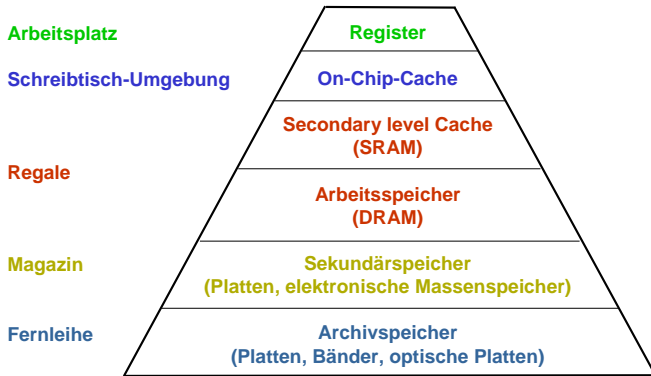 Arbeitsplatz
Register
Schreibtisch-Umgebung
On-Chip-Cache
Secondary level Cache
(SRAM)
Regale
Arbeitsspeicher
(DRAM)
Magazin
Sekundärspeicher
(Platten, elektronische Massenspeicher)
Fernleihe
Archivspeicher
(Platten, Bänder, optische Platten)